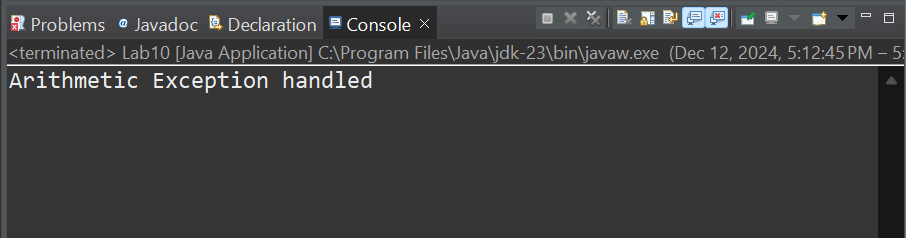 Problems @ Javadoc Declaration Console ×
<terminated> Lab10 [Java Application] C:\Program Files\Java\jdk-23\bin\javaw.exe (Dec 12, 2024, 5:12:45 PM – 5:
Arithmetic Exception handled